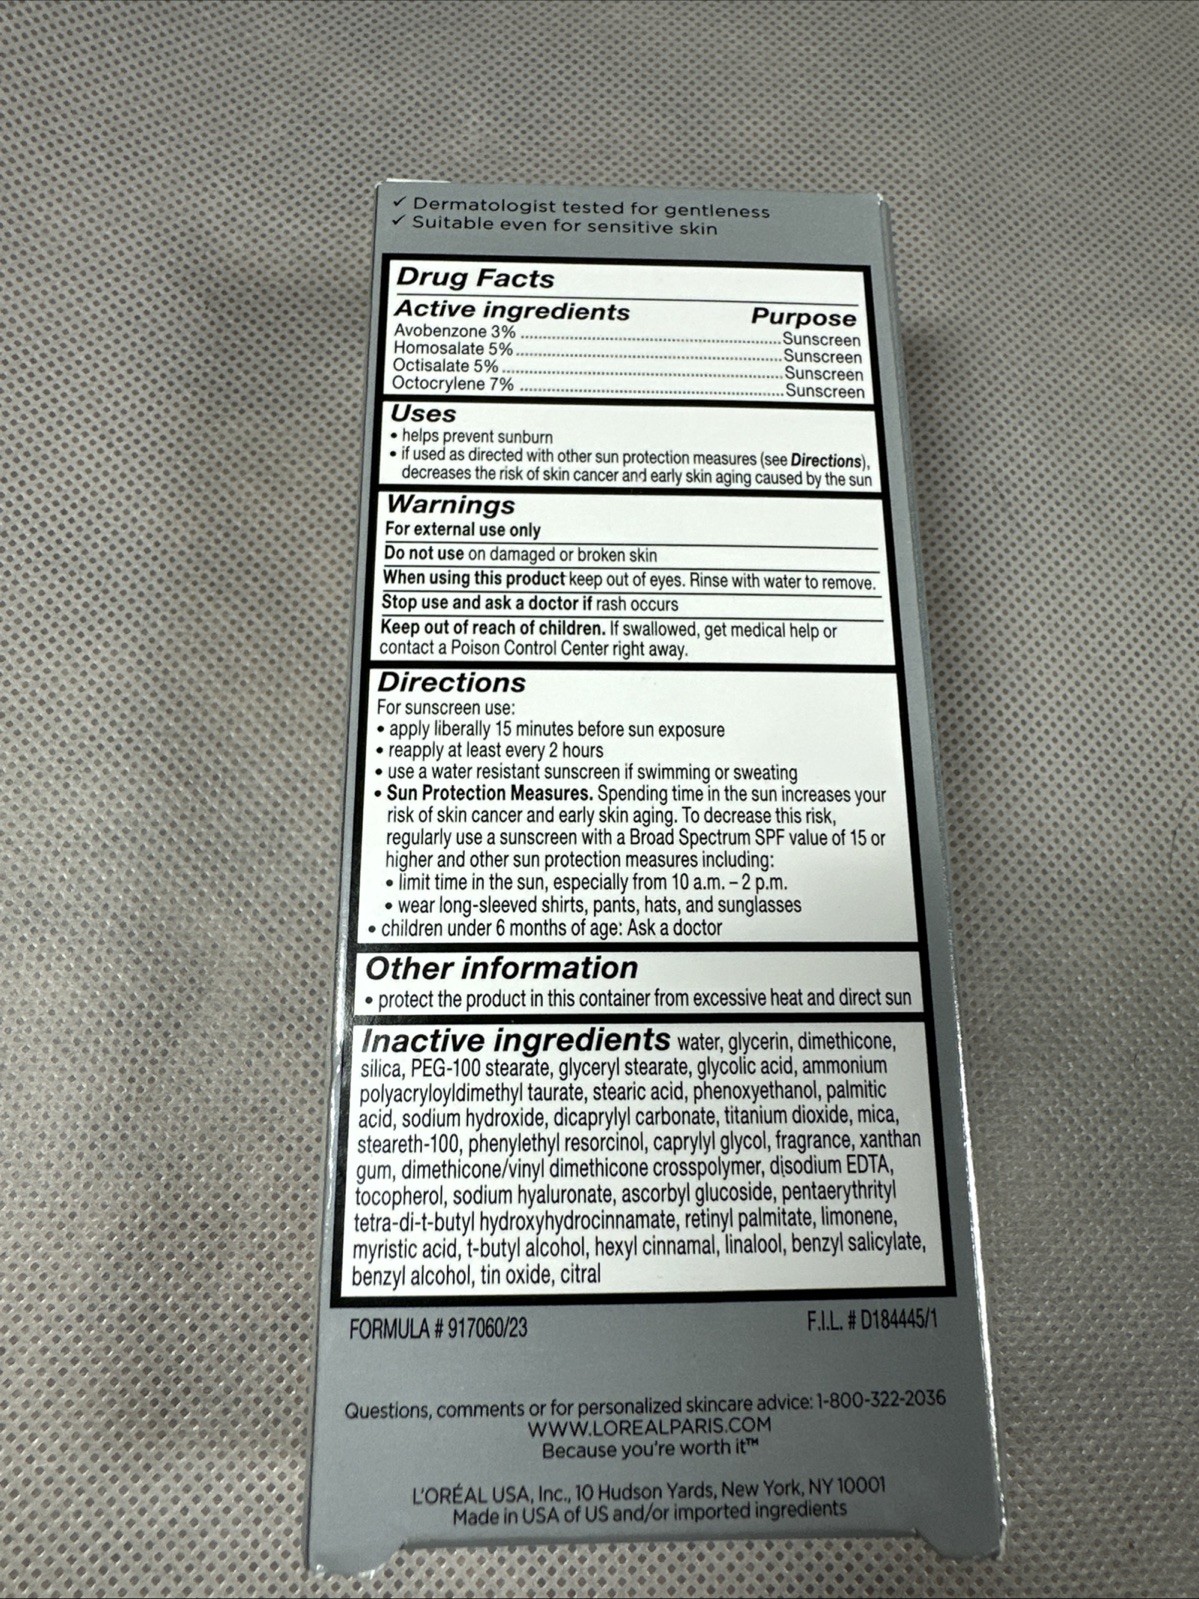 ✓ Dermatologist tested for gentleness
✓ Suitable even for sensitive skin
Drug Facts
Active ingredients Purpose
Avobenzone 3% ........................ Sunscreen
Homosalate 5% ........................ Sunscreen
Octisalate 5% ........................ Sunscreen
Octocrylene 7% ........................ Sunscreen
Uses
• helps prevent sunburn
• if used as directed with other sun protection measures (see Directions),
decreases the risk of skin cancer and early skin aging caused by the sun
Warnings
For external use only
Do not use on damaged or broken skin
When using this product keep out of eyes. Rinse with water to remove.
Stop use and ask a doctor if rash occurs
Keep out of reach of children. If swallowed, get medical help or
contact a Poison Control Center right away.
Directions
For sunscreen use:
• apply liberally 15 minutes before sun exposure
• reapply at least every 2 hours
• use a water resistant sunscreen if swimming or sweating
• Sun Protection Measures. Spending time in the sun increases your
risk of skin cancer and early skin aging. To decrease this risk,
regularly use a sunscreen with a Broad Spectrum SPF value of 15 or
higher and other sun protection measures including:
• limit time in the sun, especially from 10 a.m. – 2 p.m.
• wear long-sleeved shirts, pants, hats, and sunglasses
• children under 6 months of age: Ask a doctor
Other information
• protect the product in this container from excessive heat and direct sun
Inactive ingredients water, glycerin, dimethicone,
silica, PEG-100 stearate, glyceryl stearate, glycolic acid, ammonium
polyacryloyldimethyl taurate, stearic acid, phenoxyethanol, palmitic
acid, sodium hydroxide, dicaprylyl carbonate, titanium dioxide, mica,
steareth-100, phenylethyl resorcinol, caprylyl glycol, fragrance, xanthan
gum, dimethicone/vinyl dimethicone crosspolymer, disodium EDTA,
tocopherol, sodium hyaluronate, ascorbyl glucoside, pentaerythrityl
tetra-di-t-butyl hydroxyhydrocinnamate, retinyl palmitate, limonene,
myristic acid, t-butyl alcohol, hexyl cinnamal, linalool, benzyl salicylate,
benzyl alcohol, tin oxide, citral
FORMULA # 917060/23 F.I.L. # D184445/1
Questions, comments or for personalized skincare advice: 1-800-322-2036
WWW.LOREALPARIS.COM
Because you're worth it™
L'ORÉAL USA, Inc., 10 Hudson Yards, New York, NY 10001
Made in USA of US and/or imported ingredients